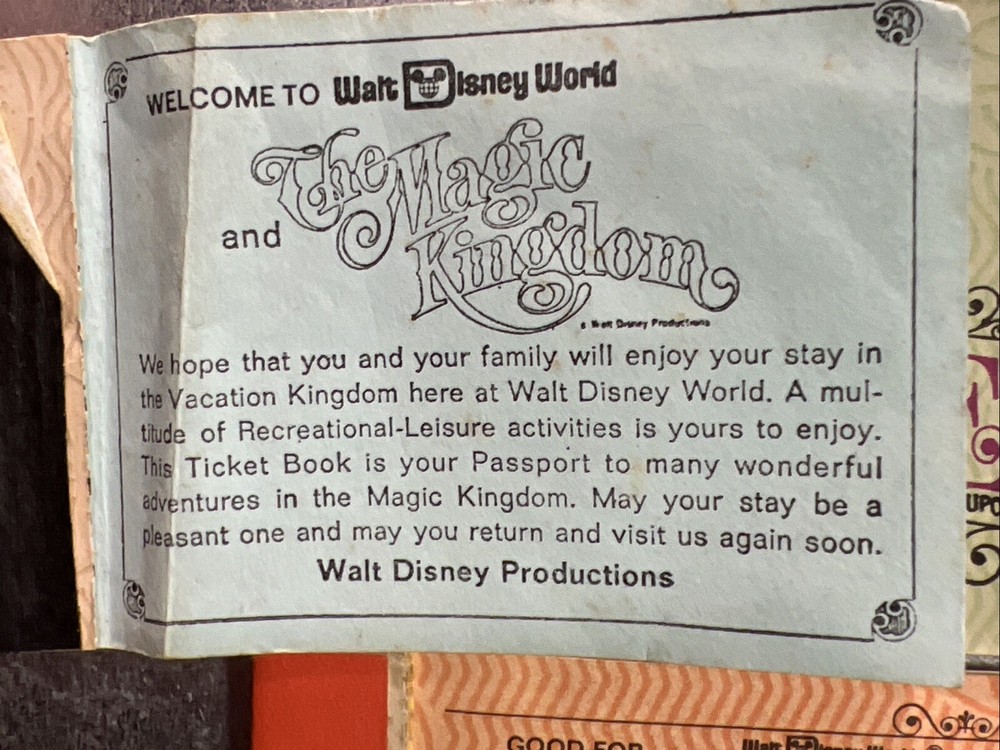 WELCOME TO Walt Disney World
and The Magic
Kingdom
© Walt Disney Productions
We hope that you and your family will enjoy your stay in
the Vacation Kingdom here at Walt Disney World. A mul-
titude of Recreational-Leisure activities is yours to enjoy.
This Ticket Book is your Passport to many wonderful
adventures in the Magic Kingdom. May your stay be a
pleasant one and may you return and visit us again soon.
Walt Disney Productions
GOOD FOR